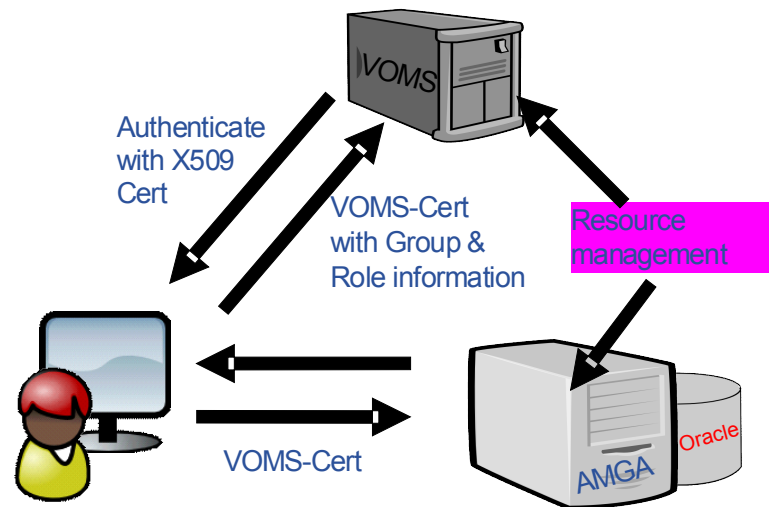 VOMS
Authenticate
with X509
Cert
VOMS-Cert
with Group &
Role information
Resource
management
VOMS-Cert
AMGA
Oracle